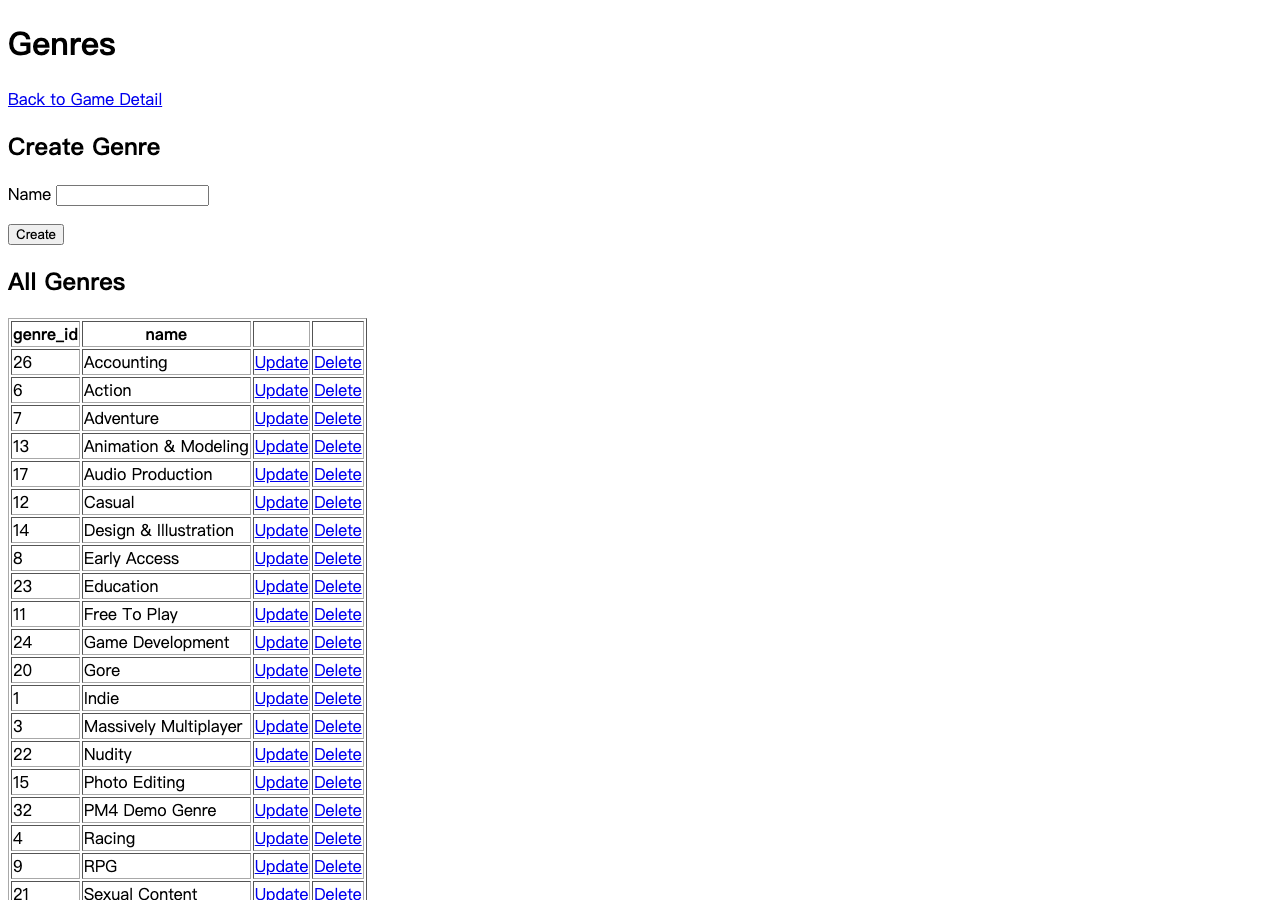 Genres
Back to Game Detail
Create Genre
Name
Create
All Genres
genre_id name
26 Accounting Update Delete
6 Action Update Delete
7 Adventure Update Delete
13 Animation & Modeling Update Delete
17 Audio Production Update Delete
12 Casual Update Delete
14 Design & Illustration Update Delete
8 Early Access Update Delete
23 Education Update Delete
11 Free To Play Update Delete
24 Game Development Update Delete
20 Gore Update Delete
1 Indie Update Delete
3 Massively Multiplayer Update Delete
22 Nudity Update Delete
15 Photo Editing Update Delete
32 PM4 Demo Genre Update Delete
4 Racing Update Delete
9 RPG Update Delete
21 Sexual Content Update Delete